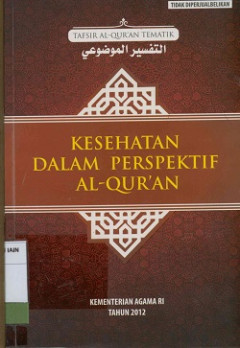 TIDAK DIPERJUALBELIKAN
TAFSIR AL-QUR'AN TEMATIK
التفسير الموضوعي
KESEHATAN
DALAM PERSPEKTIF
AL-QUR'AN
KEMENTERIAN AGAMA RI
TAHUN 2012